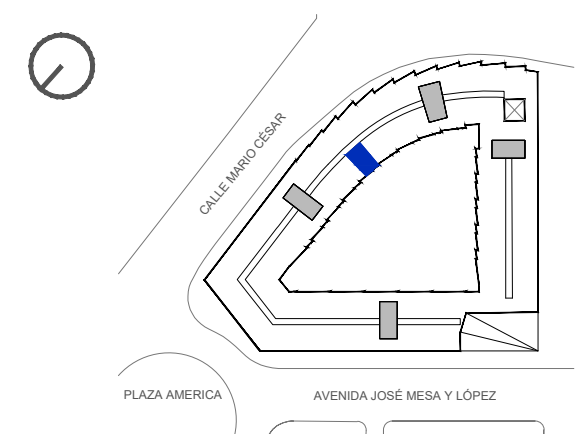 CALLE MARIO CÉSAR
PLAZA AMERICA
AVENIDA JOSÉ MESA Y LÓPEZ